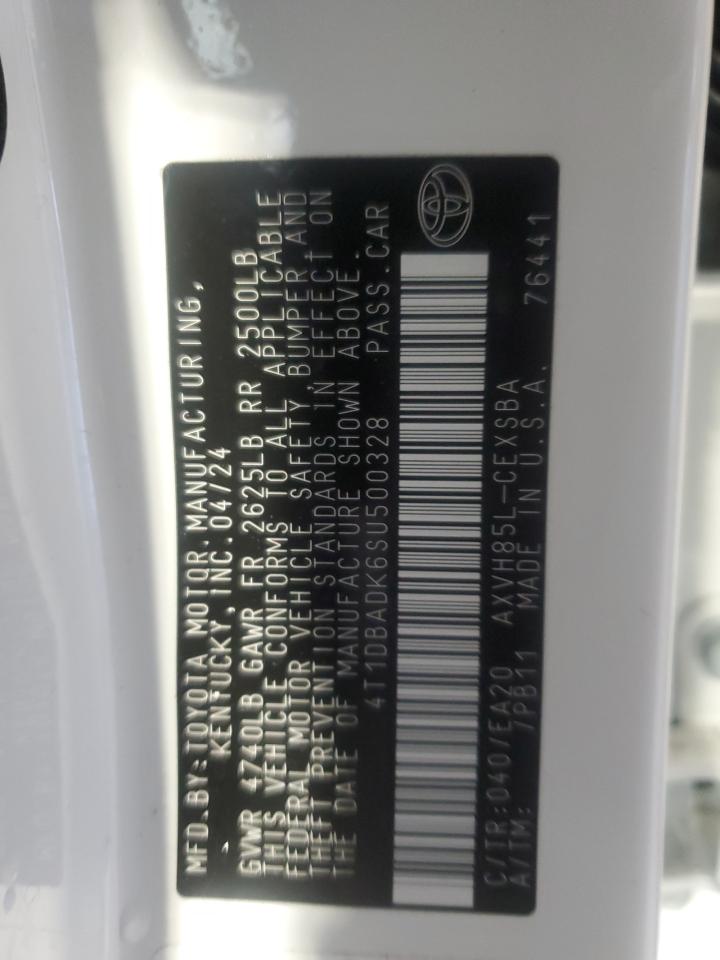 MFD.BY:TOYOTA MOTOR MANUFACTURING,
KENTUCKY, INC. 04/24
GVWR 4740LB GAWR FR 2625LB RR 2500LB
THIS VEHICLE CONFORMS TO ALL APPLICABLE
FEDERAL MOTOR VEHICLE SAFETY, BUMPER, AND
THEFT PREVENTION STANDARDS IN EFFECT ON
THE DATE OF MANUFACTURE SHOWN ABOVE.
4T1DBADK6SU500328 PASS.CAR
C/TR:040/EA20 AXVH85L-CEXSBA
A/TM: /PB11 MADE IN U.S.A. 76441